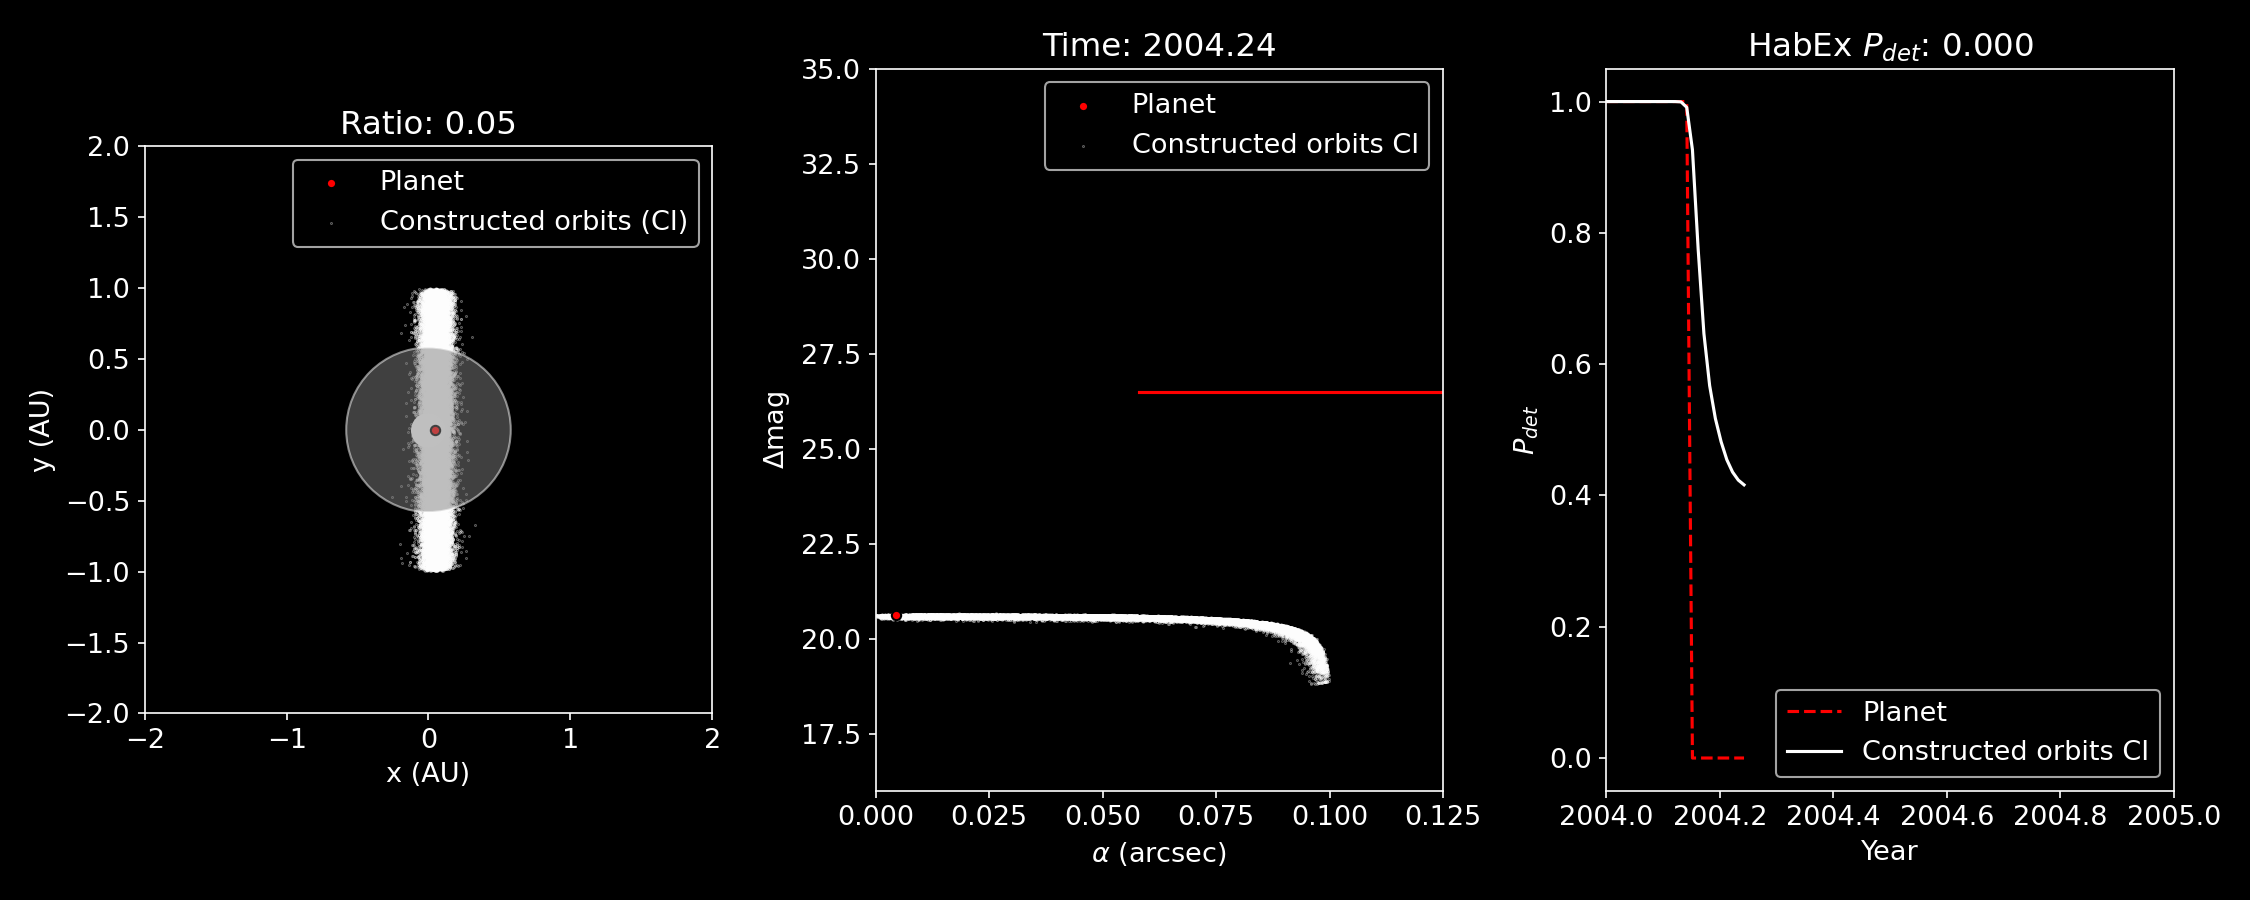 Ratio: 0.05
2.0
1.5
1.0
0.5
0.0
−0.5
−1.0
−1.5
−2.0
y (AU)
−2
−1
0
1
2
x (AU)
Planet
Constructed orbits (CI)
Time: 2004.24
35.0
32.5
30.0
27.5
25.0
22.5
20.0
17.5
Δmag
0.000
0.025
0.050
0.075
0.100
0.125
α (arcsec)
Planet
Constructed orbits CI
HabEx P_det: 0.000
1.0
0.8
0.6
0.4
0.2
0.0
P_det
2004.0
2004.2
2004.4
2004.6
2004.8
2005.0
Year
Planet
Constructed orbits CI